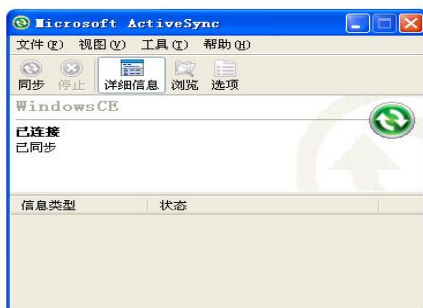 Microsoft ActiveSync
文件(F) 视图(V) 工具(T) 帮助(H)
同步 停止 详细信息 浏览 选项
WindowsCE
已连接
已同步
信息类型 状态